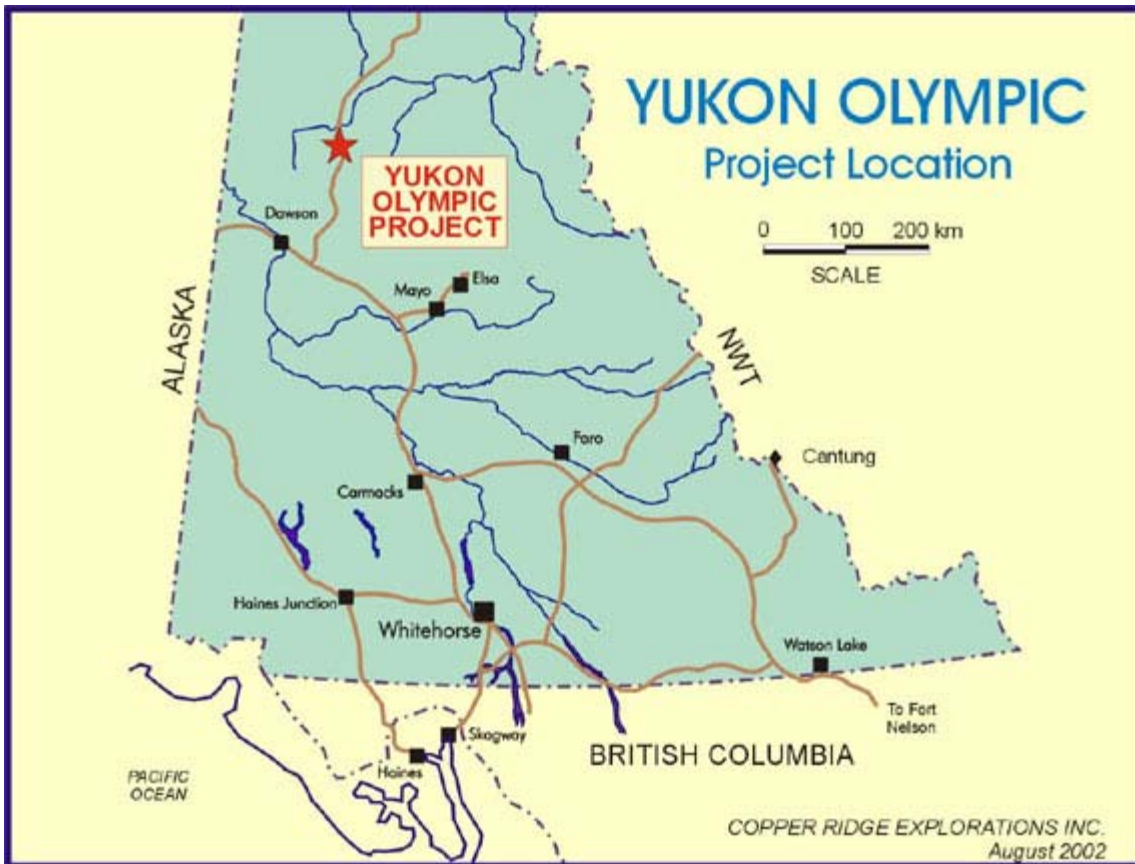 YUKON OLYMPIC
Project Location
0 100 200 km
SCALE
YUKON
OLYMPIC
PROJECT
Dawson
Elsa
Mayo
ALASKA
NWT
Faro
Cantung
Carmacks
Haines Junction
Whitehorse
Watson Lake
To Fort
Nelson
Skagway
BRITISH COLUMBIA
Haines
PACIFIC
OCEAN
COPPER RIDGE EXPLORATIONS INC.
August 2002